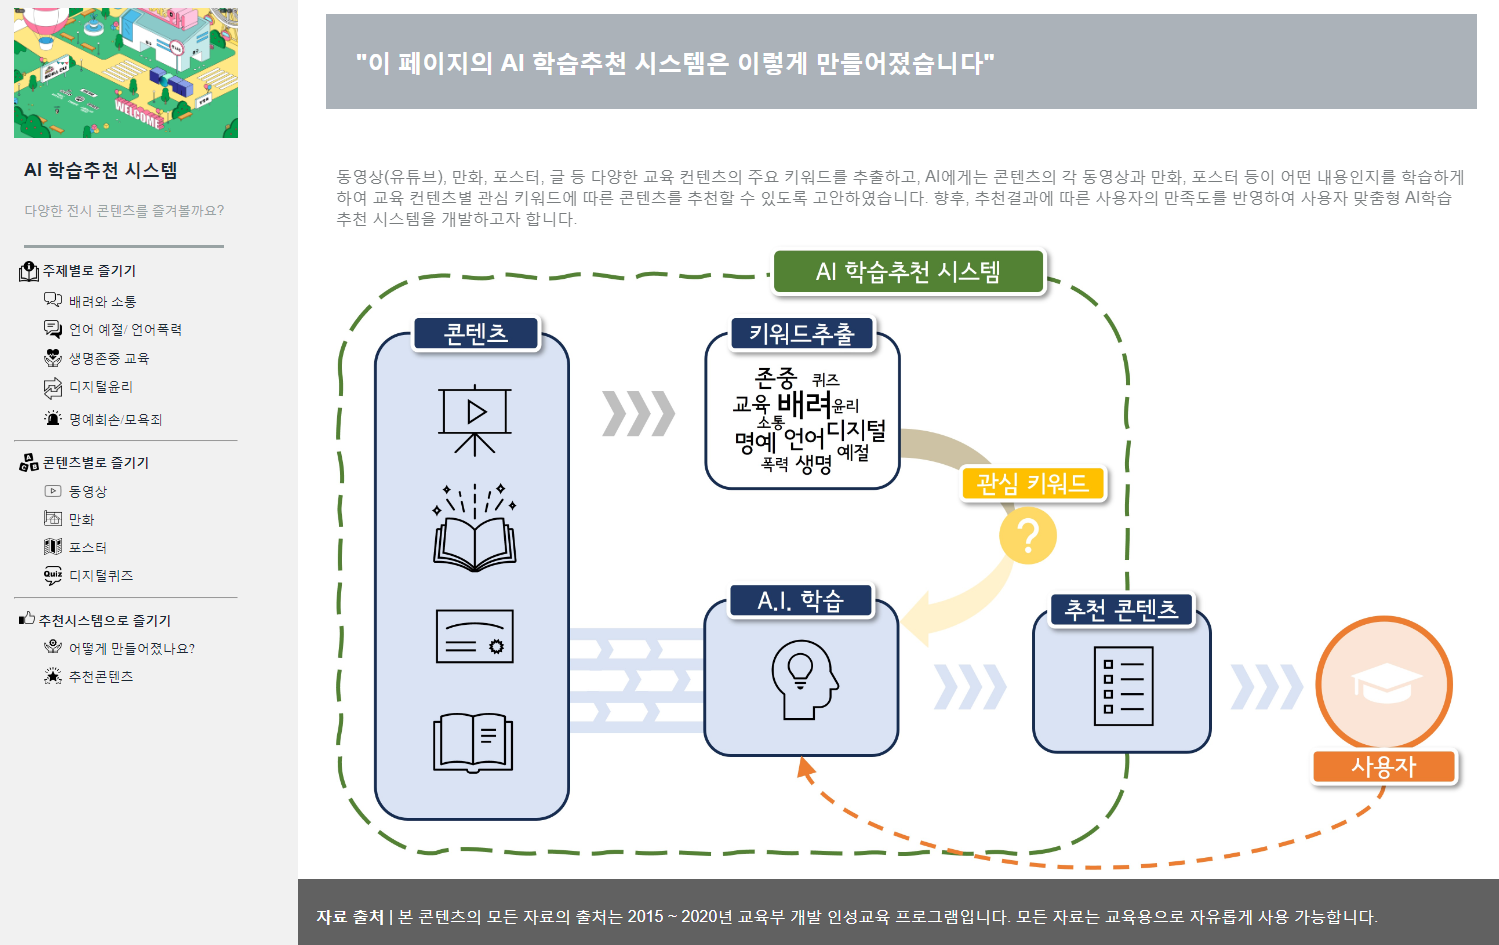 WELCOME
AI 학습추천 시스템
다양한 전시 콘텐츠를 즐겨볼까요?
주제별로 즐기기
배려와 소통
언어 예절/ 언어폭력
생명존중 교육
디지털윤리
명예회손/모욕죄
콘텐츠별로 즐기기
동영상
만화
포스터
Quiz 디지털퀴즈
추천시스템으로 즐기기
어떻게 만들어졌나요?
추천콘텐츠
"이 페이지의 AI 학습추천 시스템은 이렇게 만들어졌습니다"
동영상(유튜브), 만화, 포스터, 글 등 다양한 교육 컨텐츠의 주요 키워드를 추출하고, AI에게는 콘텐츠의 각 동영상과 만화, 포스터 등이 어떤 내용인지를 학습하게
하여 교육 컨텐츠별 관심 키워드에 따른 콘텐츠를 추천할 수 있도록 고안하였습니다. 향후, 추천결과에 따른 사용자의 만족도를 반영하여 사용자 맞춤형 AI학습
추천 시스템을 개발하고자 합니다.
AI 학습추천 시스템
콘텐츠
키워드추출
존중 퀴즈
교육 배려 윤리
소통 디지털
명예 언어 예절
폭력 생명
관심 키워드
?
A.I. 학습
추천 콘텐츠
사용자
자료 출처 | 본 콘텐츠의 모든 자료의 출처는 2015 ~ 2020년 교육부 개발 인성교육 프로그램입니다. 모든 자료는 교육용으로 자유롭게 사용 가능합니다.